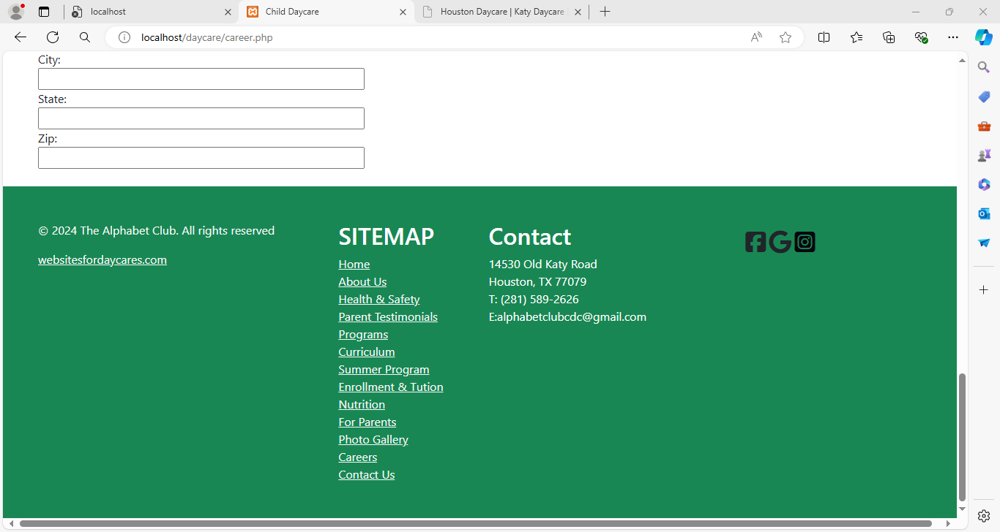 localhost
Child Daycare
Houston Daycare | Katy Daycare
localhost/daycare/career.php
City:
State:
Zip:
© 2024 The Alphabet Club. All rights reserved
websitesfordaycares.com
SITEMAP
Home
About Us
Health & Safety
Parent Testimonials
Programs
Curriculum
Summer Program
Enrollment & Tution
Nutrition
For Parents
Photo Gallery
Careers
Contact Us
Contact
14530 Old Katy Road
Houston, TX 77079
T: (281) 589-2626
E:alphabetclubcdc@gmail.com